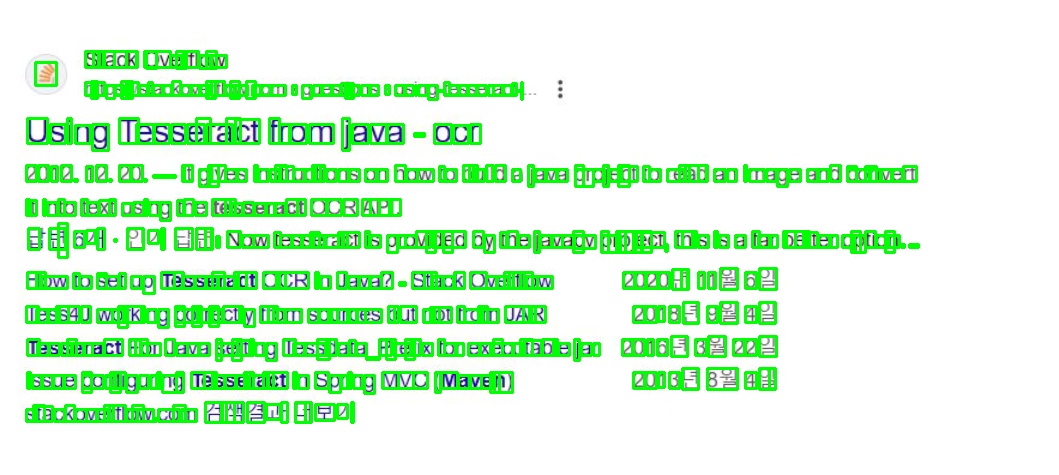 Stack Overflow
https://stackoverflow.com › questions › using-tesseract-...
Using Tesseract from java - ocr
2012. 12. 20. — It gives instructions on how to build a java project to read an image and convert
it into text using the tesseract OCR API.
답변 6개 · 인기 답변: Now tesseract is provided by the javacv project, this is a far better option...
How to set up Tesseract OCR in Java? - Stack Overflow 2020년 11월 6일
Tess4J working correctly from sources but not from JAR 2018년 9월 4일
Tesseract - for Java setting Tessdata_Prefix for executable jar 2016년 3월 22일
Issue configuring Tesseract in Spring MVC (Maven) 2013년 8월 4일
stackoverflow.com 검색결과 더보기